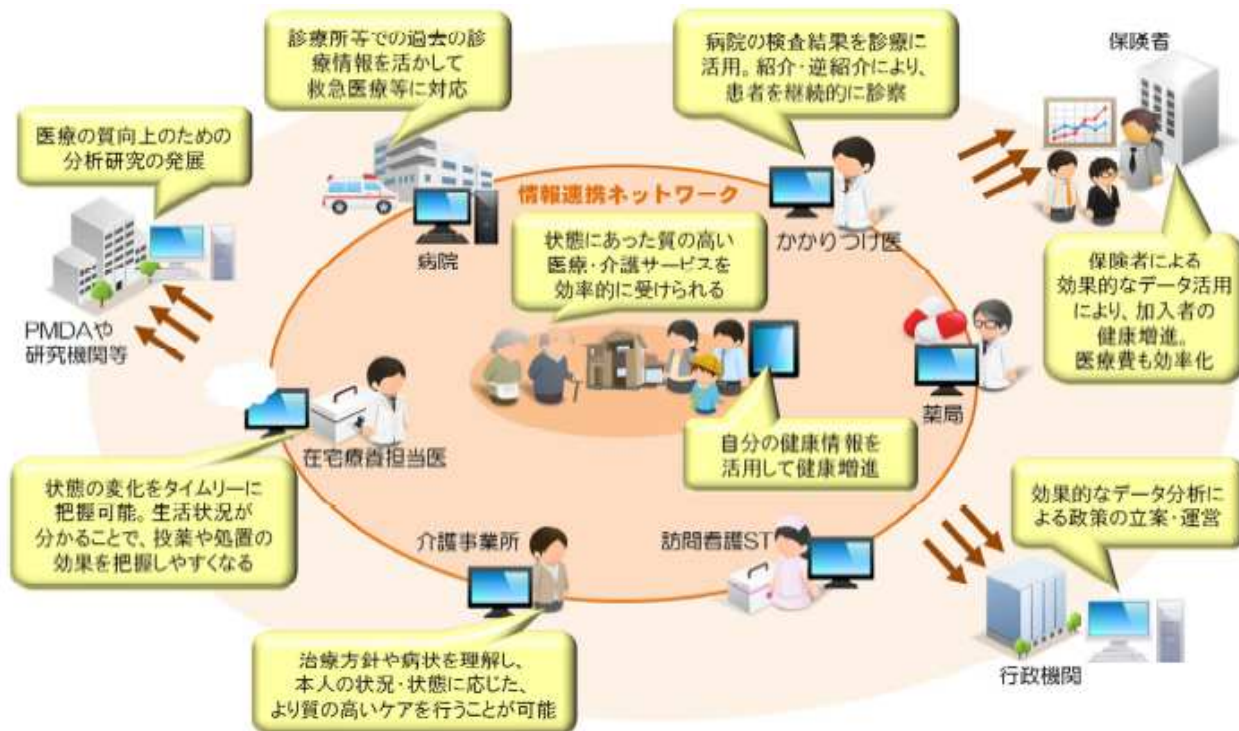 診療所等での過去の診
療情報を活かして
救急医療等に対応
病院の検査結果を診療に
活用。紹介・逆紹介により、
患者を継続的に診察
保険者
医療の質向上のための
分析研究の発展
情報連携ネットワーク
病院
かかりつけ医
状態にあった質の高い
医療・介護サービスを
効率的に受けられる
保険者による
効果的なデータ活用
により、加入者の
健康増進。
医療費も効率化
PMDAや
研究機関等
薬局
在宅療養担当医
自分の健康情報を
活用して健康増進
状態の変化をタイムリーに
把握可能。生活状況が
分かることで、投薬や処置の
効果を把握しやすくなる
効果的なデータ分析に
よる政策の立案・運営
介護事業所
訪問看護ST
治療方針や病状を理解し、
本人の状況・状態に応じた、
より質の高いケアを行うことが可能
行政機関